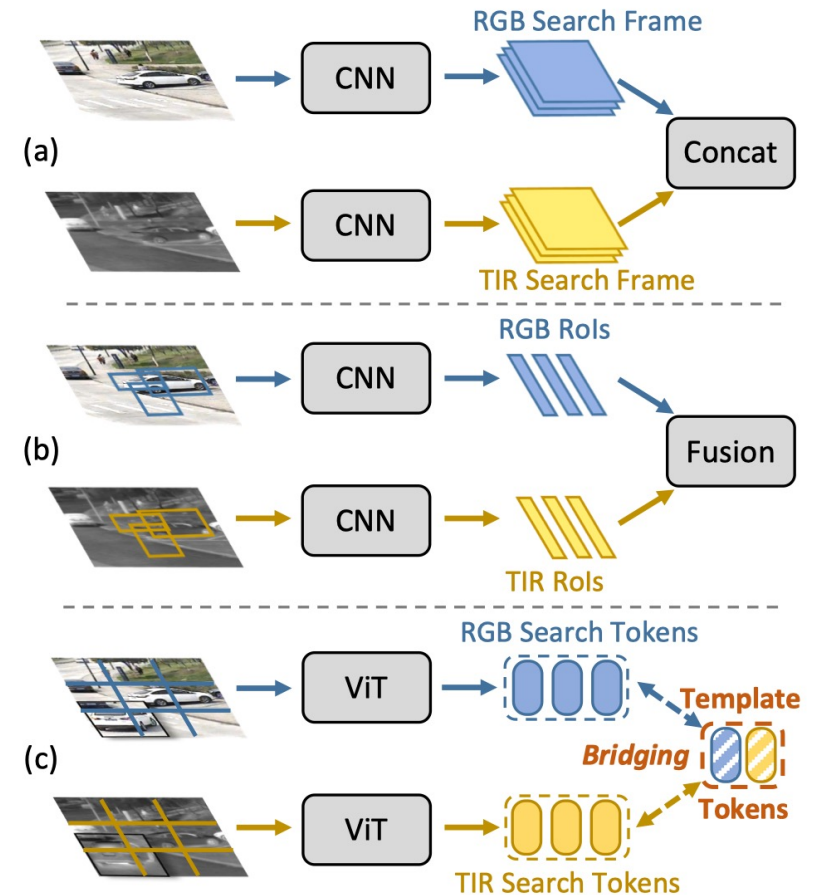 RGB Search Frame
CNN
(a)
Concat
CNN
TIR Search Frame
RGB RoIs
CNN
(b)
Fusion
CNN
TIR RoIs
RGB Search Tokens
ViT
Template
(c)
Bridging
Tokens
ViT
TIR Search Tokens